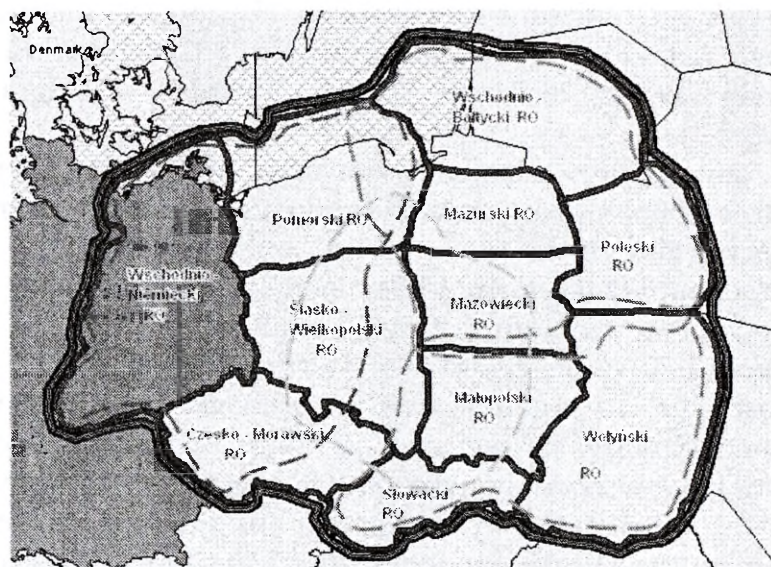 Denmark
Wschodnio -
Bałtycki RO
Pomorski RO
Mazurski RO
Poleski
RO
Wschodnio -
Niemiecki
RO
Śląsko -
Wielkopolski
RO
Mazowiecki
RO
Małopolski
RO
Wołyński
RO
Czesko - Morawski
RO
Słowacki
RO